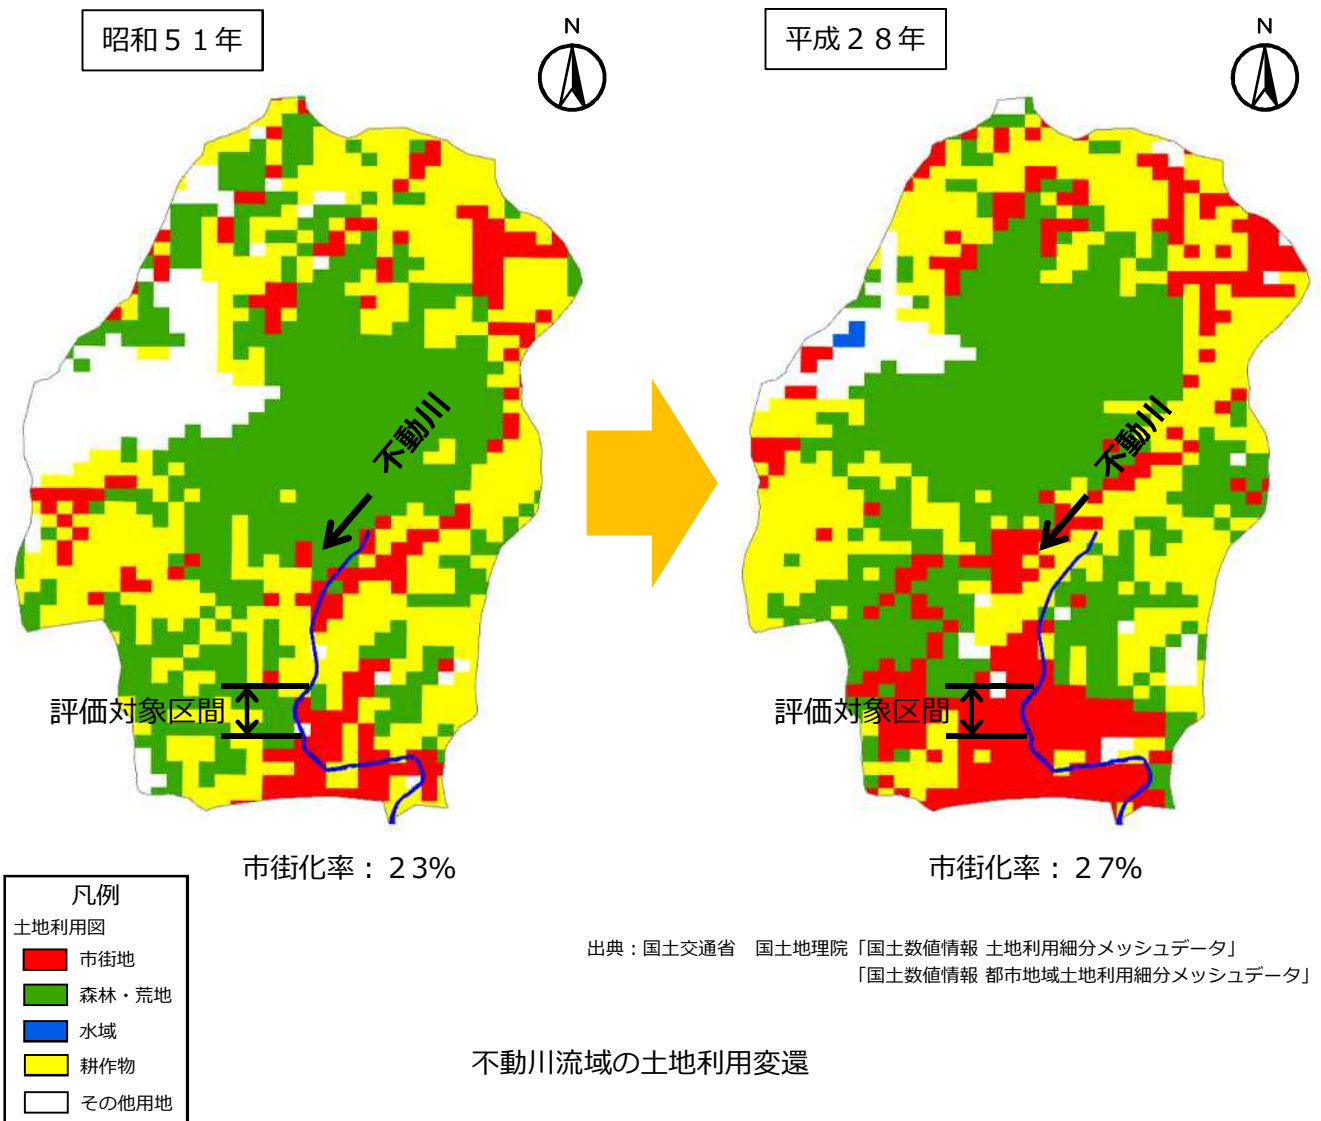 昭和５１年
N
平成２８年
N
不動川
不動川
評価対象区間
評価対象区間
市街化率：２３%
市街化率：２７%
凡例
土地利用図
市街地
森林・荒地
水域
耕作物
その他用地
出典：国土交通省　国土地理院「国土数値情報 土地利用細分メッシュデータ」
「国土数値情報 都市地域土地利用細分メッシュデータ」
不動川流域の土地利用変還